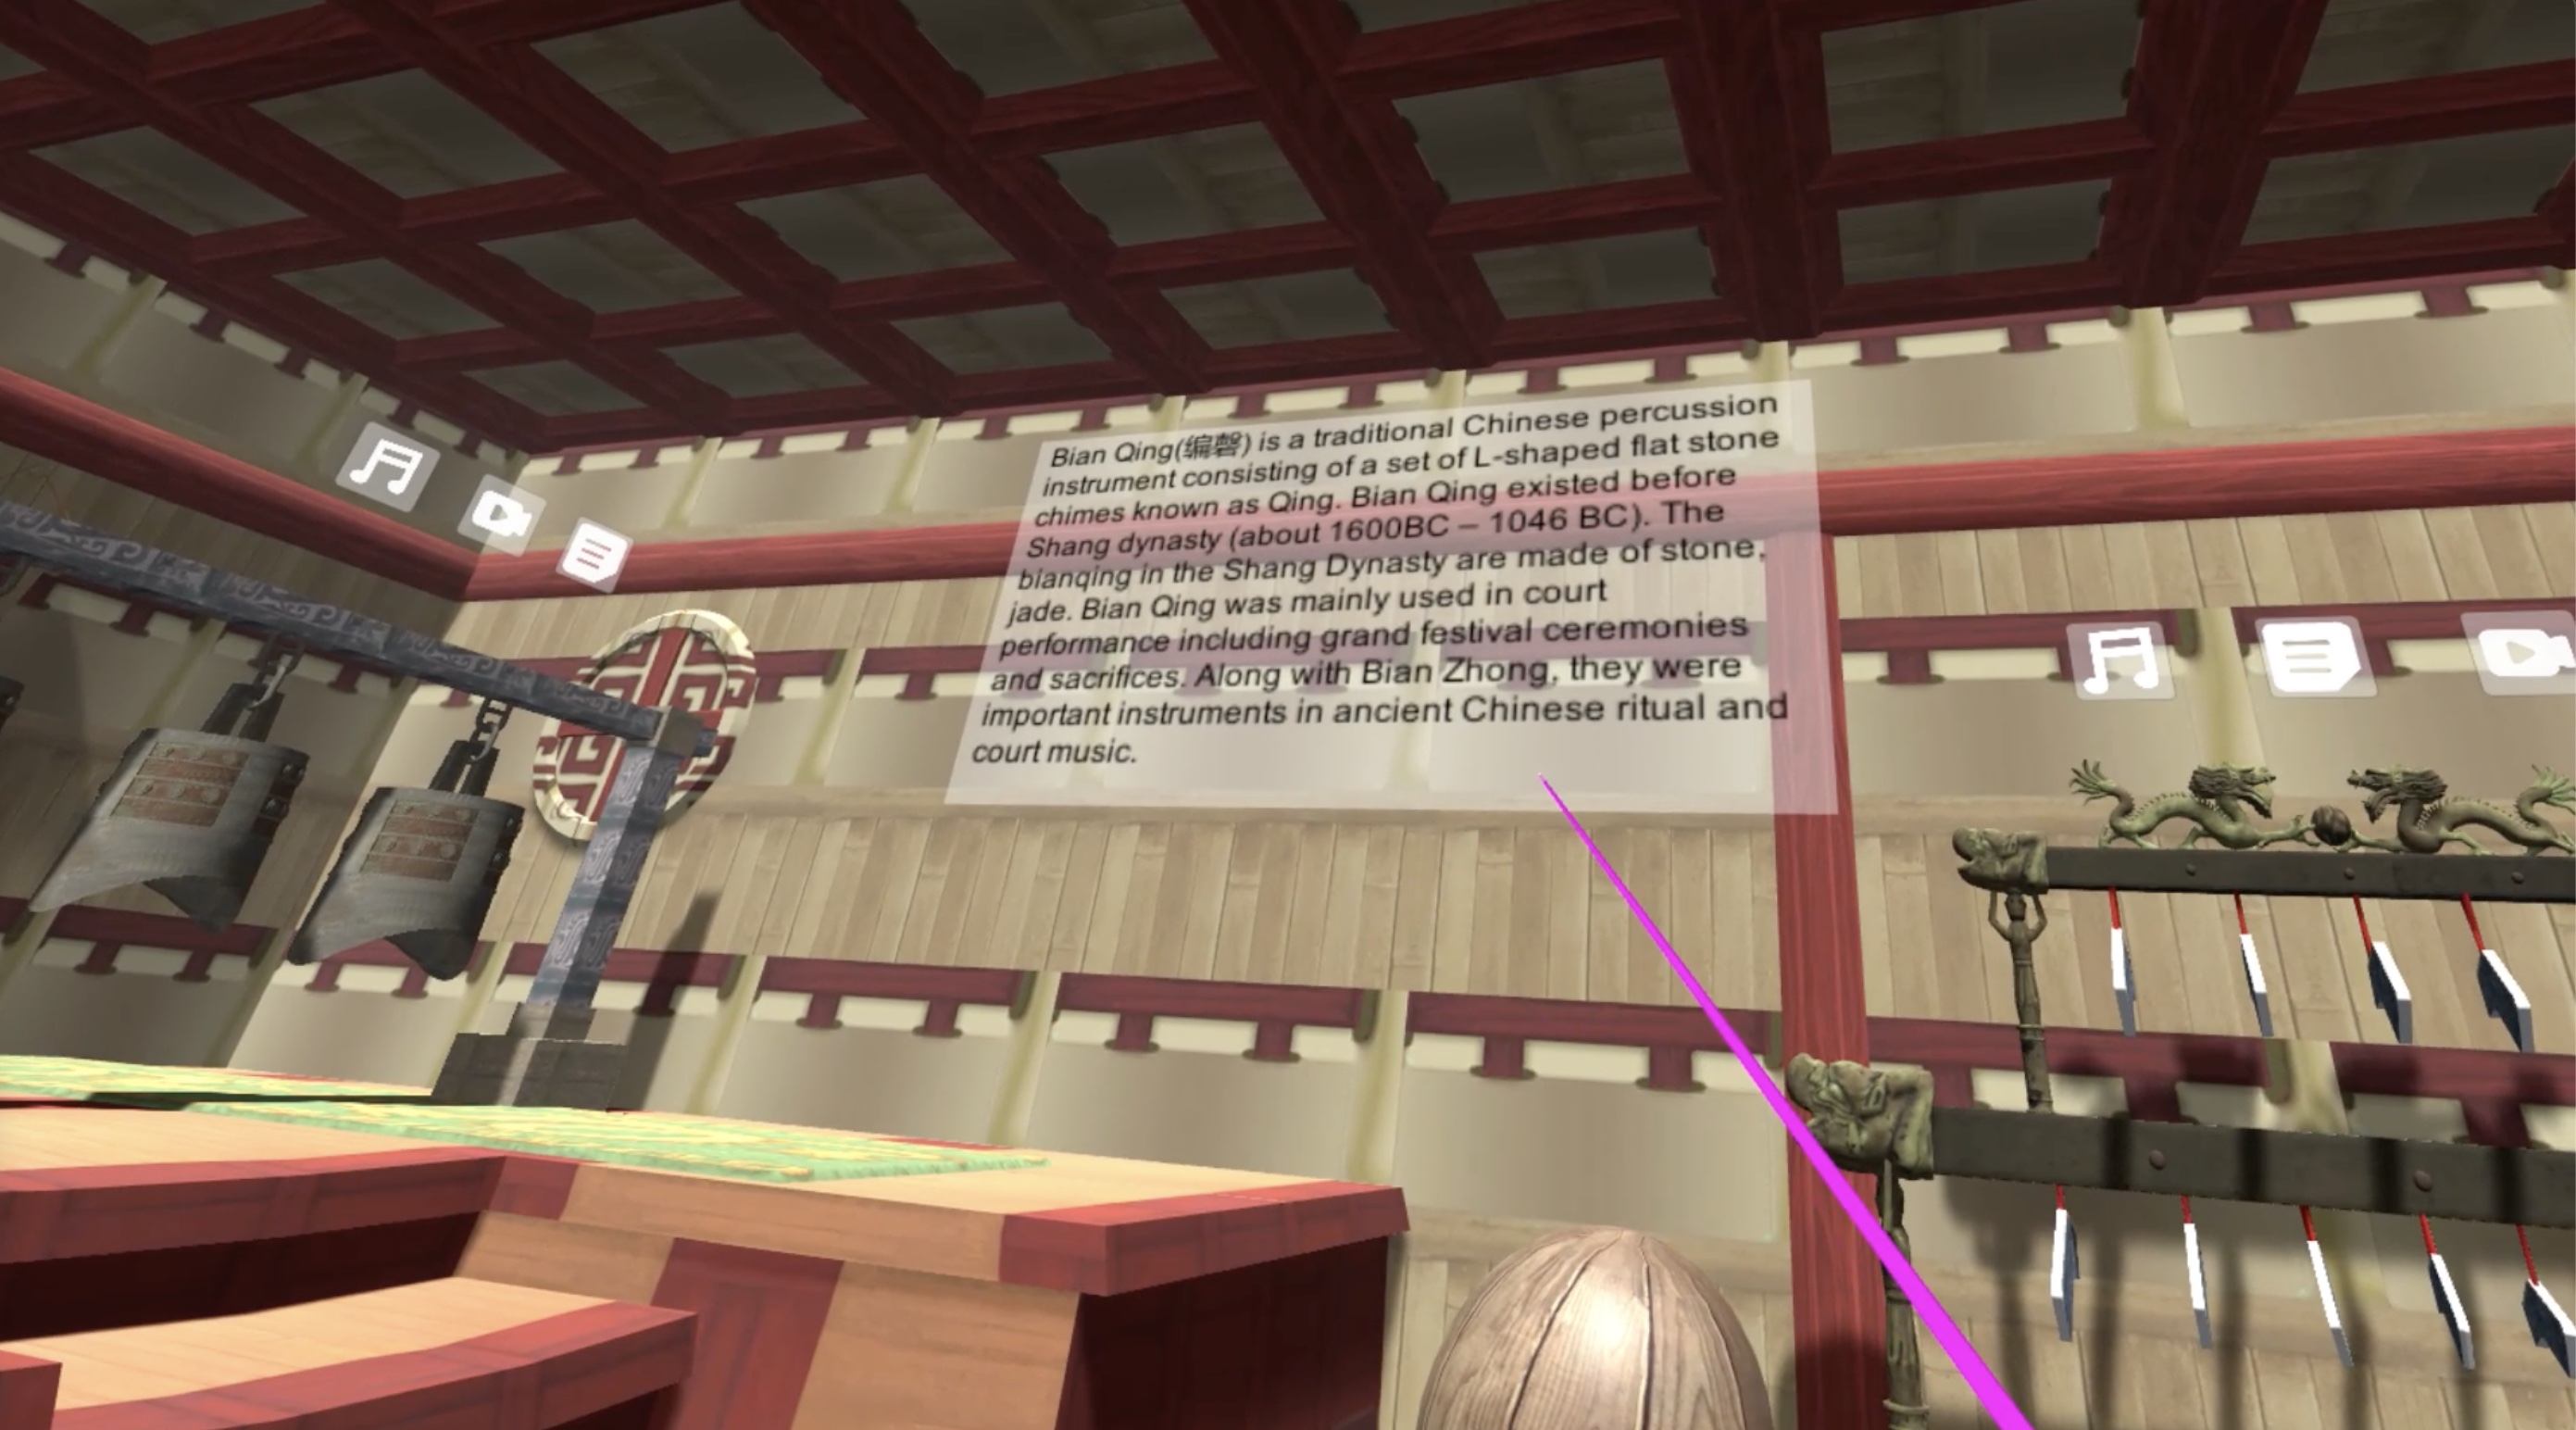 Bian Qing(编磬) is a traditional Chinese percussion
instrument consisting of a set of L-shaped flat stone
chimes known as Qing. Bian Qing existed before
Shang dynasty (about 1600BC – 1046 BC). The
bianqing in the Shang Dynasty are made of stone,
jade. Bian Qing was mainly used in court
performance including grand festival ceremonies
and sacrifices. Along with Bian Zhong, they were
important instruments in ancient Chinese ritual and
court music.